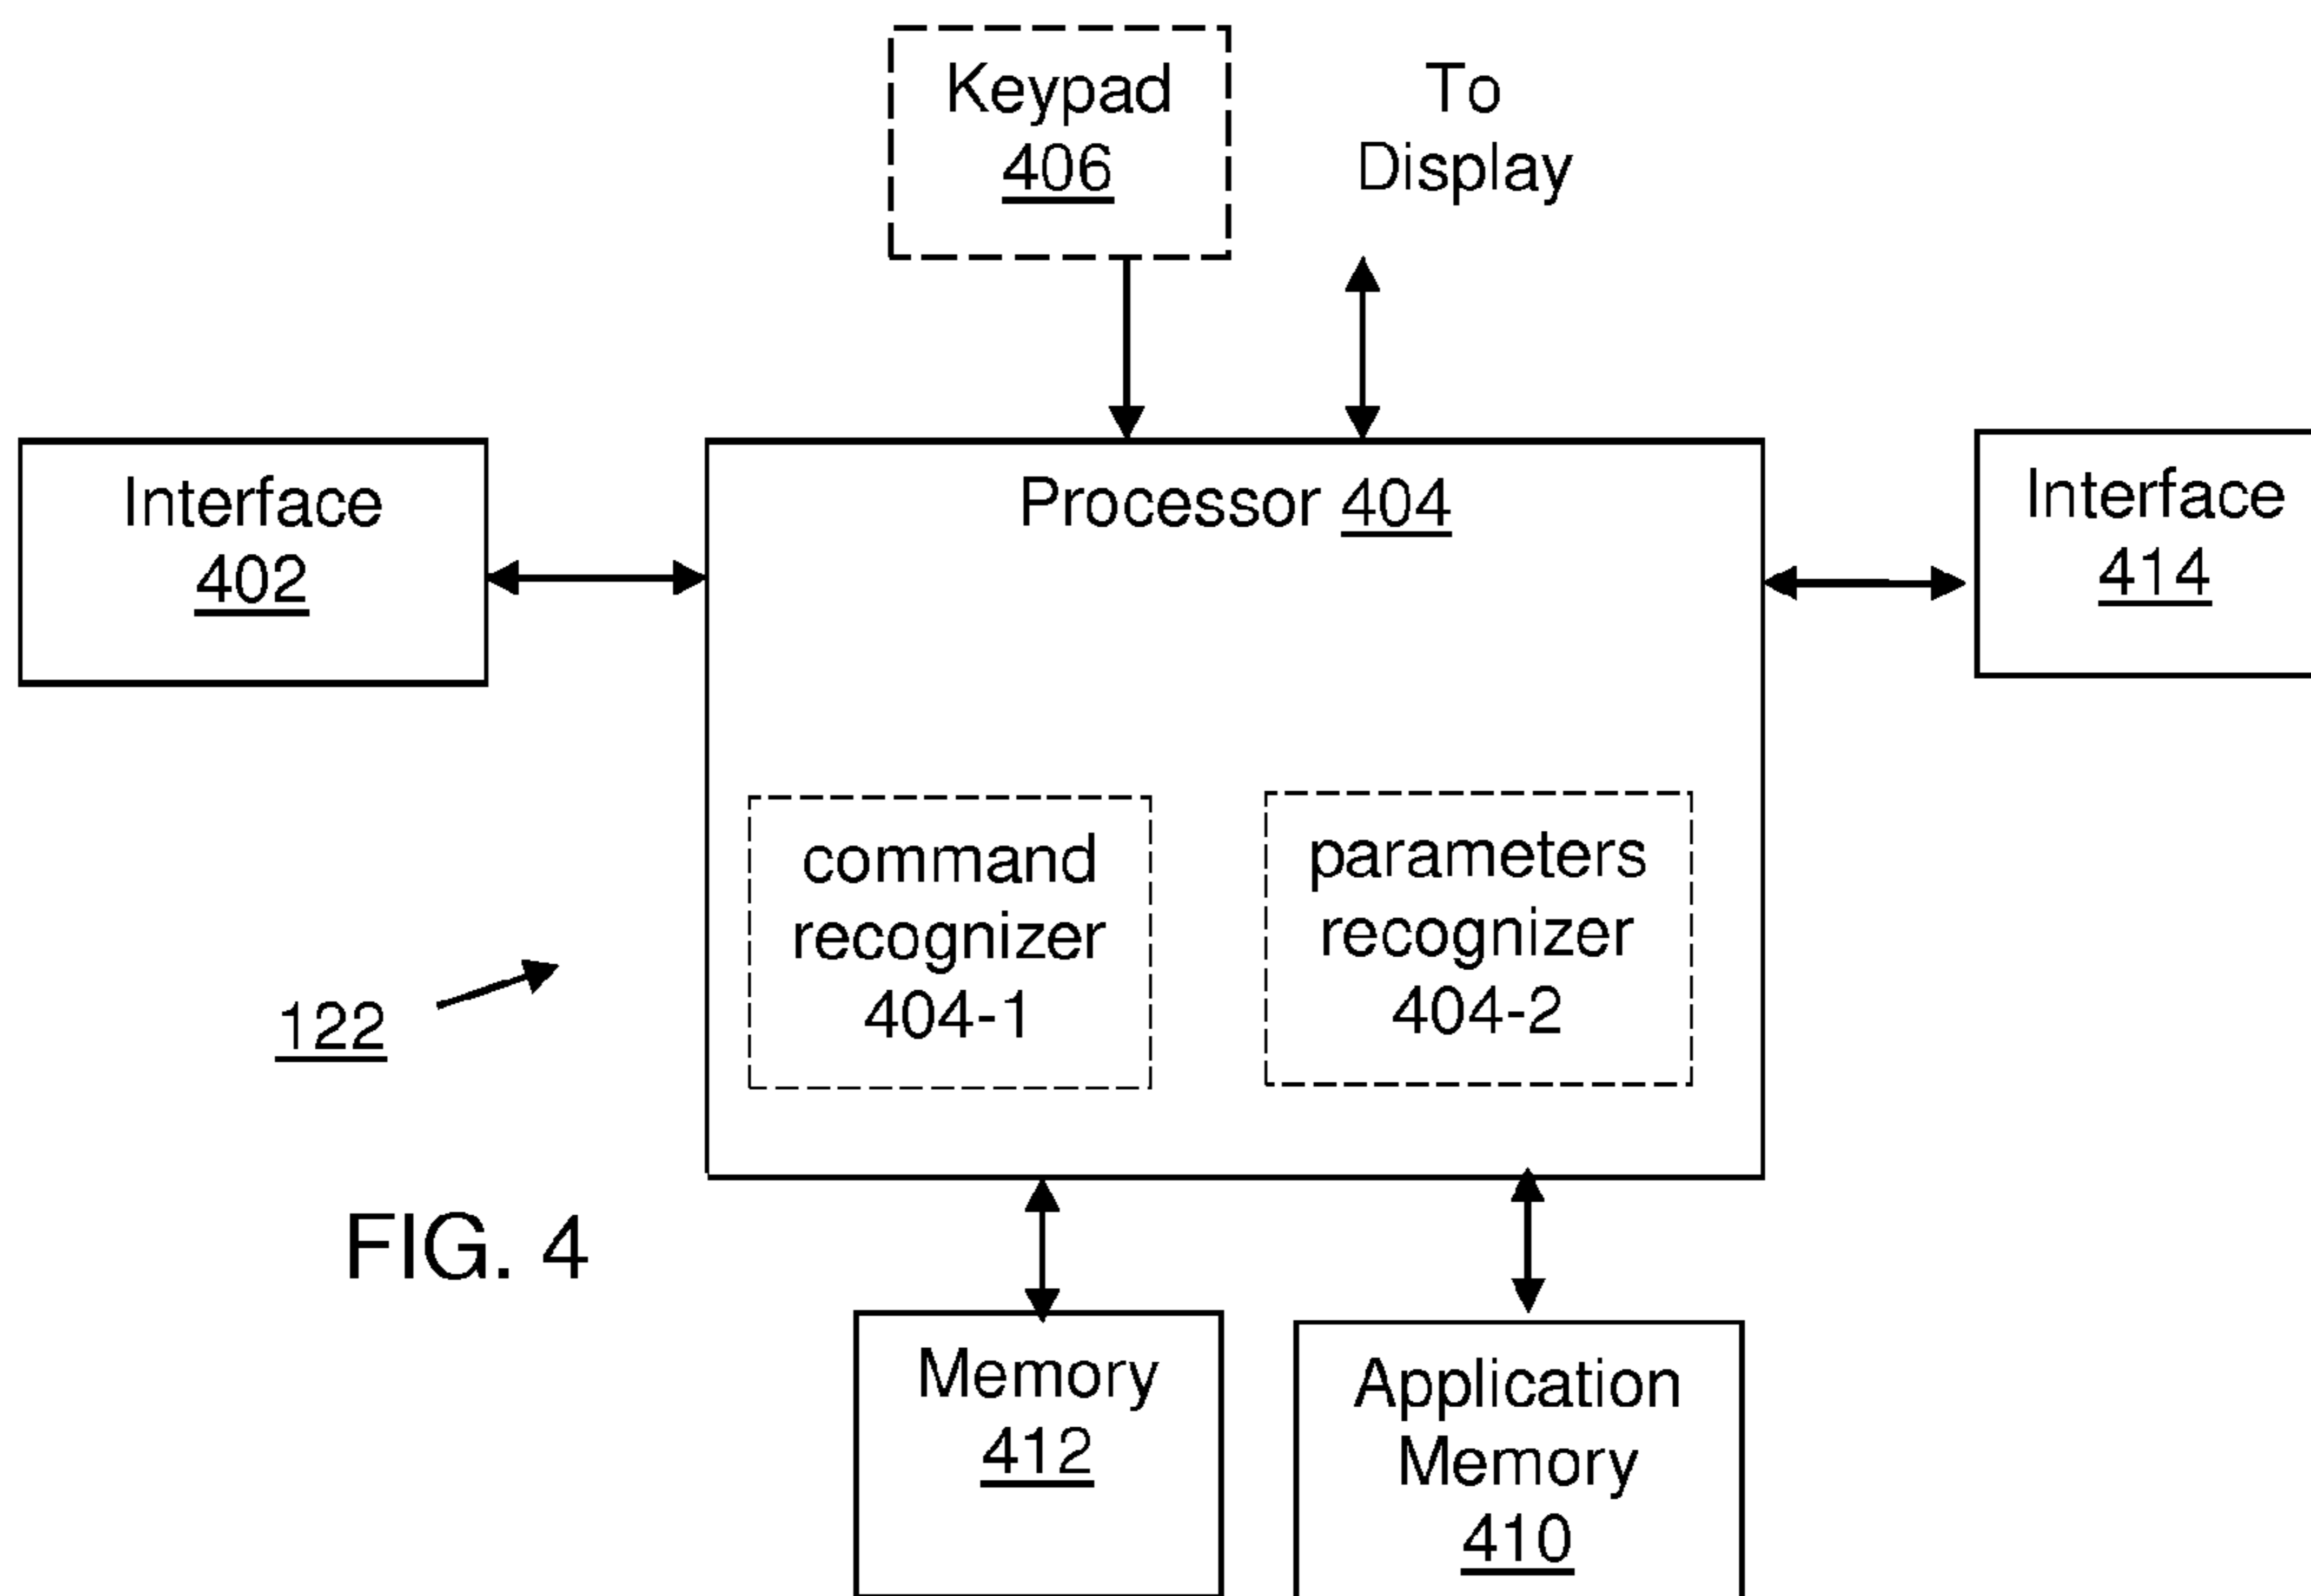 Keypad
406
To
Display
Interface
402
Processor 404
Interface
414
command
recognizer
404-1
parameters
recognizer
404-2
122
FIG. 4
Memory
412
Application
Memory
410